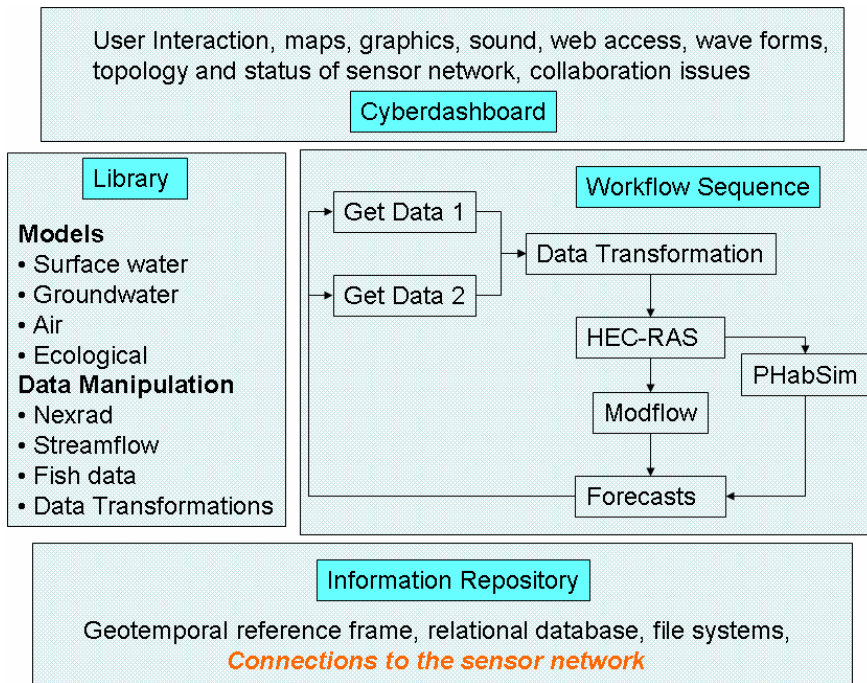 User Interaction, maps, graphics, sound, web access, wave forms,
topology and status of sensor network, collaboration issues
Cyberdashboard
Library
Models
• Surface water
• Groundwater
• Air
• Ecological
Data Manipulation
• Nexrad
• Streamflow
• Fish data
• Data Transformations
Workflow Sequence
Get Data 1
Data Transformation
Get Data 2
HEC-RAS
PHabSim
Modflow
Forecasts
Information Repository
Geotemporal reference frame, relational database, file systems,
Connections to the sensor network